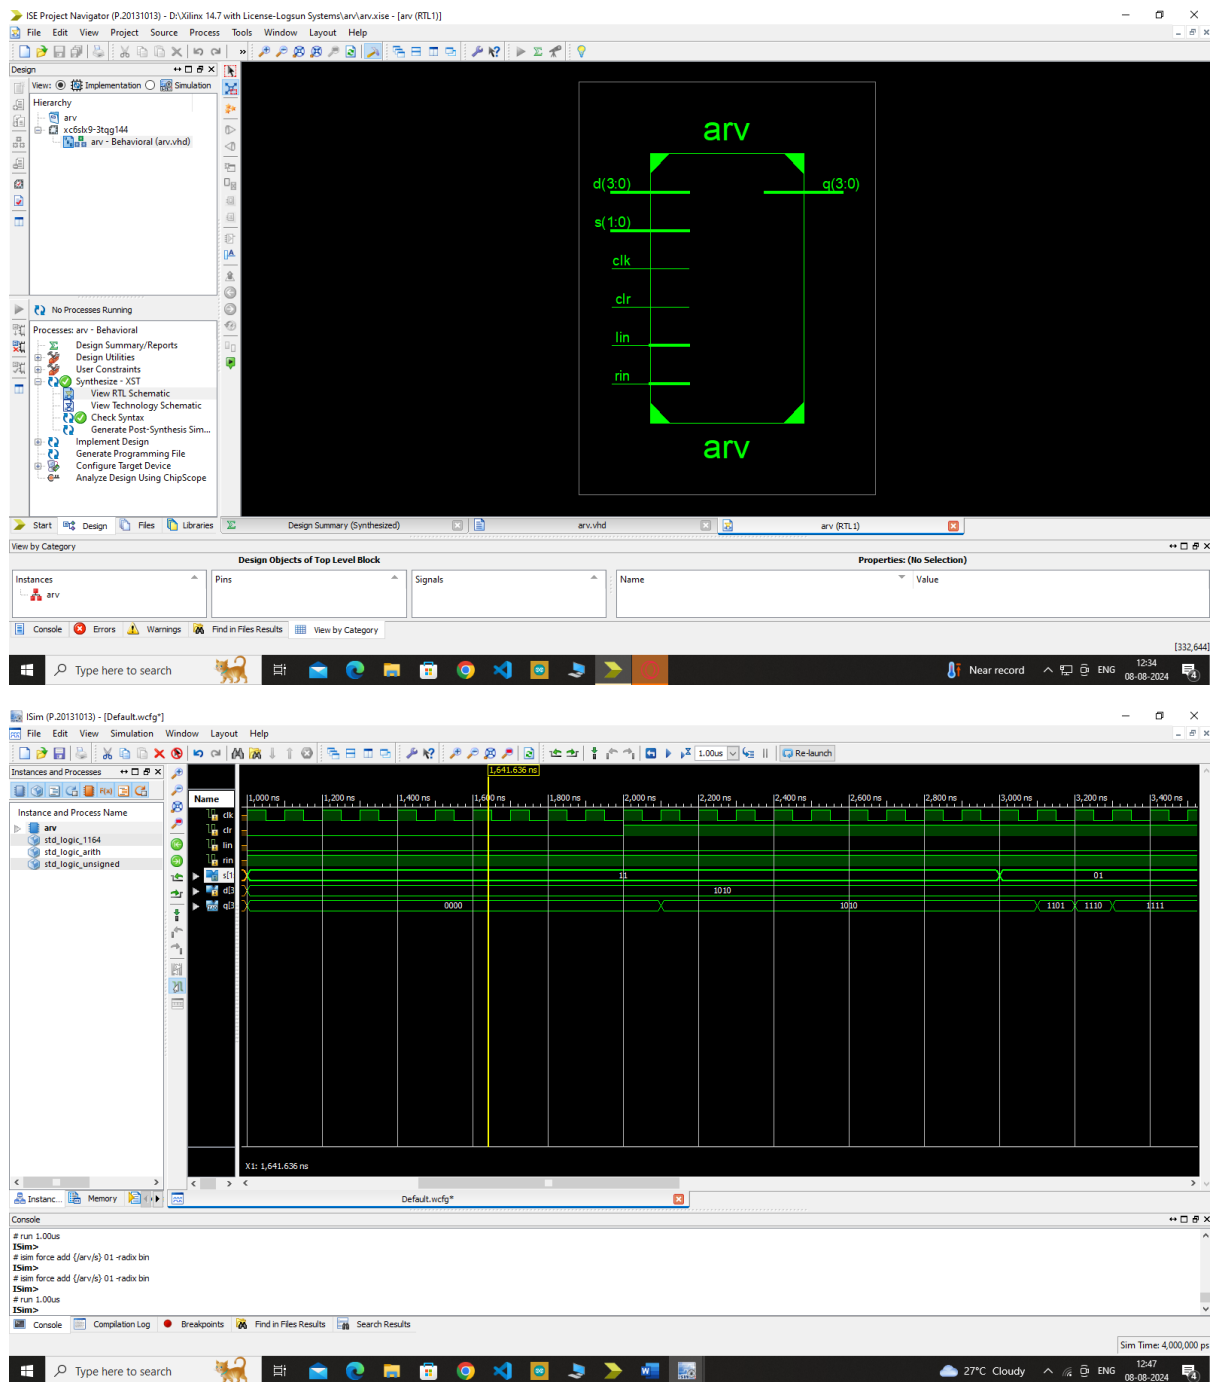 ISE Project Navigator (P.20131013) - D:\Xilinx 14.7 with License-Logsun Systems\arv\arv.xise - [arv (RTL1)]
File Edit View Project Source Process Tools Window Layout Help
Design
View: Implementation Simulation
Hierarchy
arv
xc6slx9-3tqg144
arv - Behavioral (arv.vhd)
No Processes Running
Processes: arv - Behavioral
Design Summary/Reports
Design Utilities
User Constraints
Synthesize - XST
View RTL Schematic
View Technology Schematic
Check Syntax
Generate Post-Synthesis Sim...
Implement Design
Generate Programming File
Configure Target Device
Analyze Design Using ChipScope
arv
d(3:0) q(3:0)
s(1:0)
clk
clr
lin
rin
arv
Start Design Files Libraries Design Summary (Synthesized) arv.vhd arv (RTL1)
View by Category
Design Objects of Top Level Block Properties: (No Selection)
Instances Pins Signals Name Value
arv
Console Errors Warnings Find in Files Results View by Category
[332,644]
Type here to search Near record ENG 12:34
08-08-2024
ISim (P.20131013) - [Default.wcfg*]
File Edit View Simulation Window Layout Help
1.00us Re-launch
Instances and Processes
1,641.636 ns
Name 1,000 ns 1,200 ns 1,400 ns 1,600 ns 1,800 ns 2,000 ns 2,200 ns 2,400 ns 2,600 ns 2,800 ns 3,000 ns 3,200 ns 3,400 ns
Instance and Process Name
arv
std_logic_1164
std_logic_arith
std_logic_unsigned
clk
clr
lin
rin
s[1 11 01
d[3 1010
q[3 0000 1010 1101 1110 1111
X1: 1,641.636 ns
Instanc... Memory Default.wcfg*
Console
# run 1.00us
ISim>
# isim force add {/arv/s} 01 -radix bin
ISim>
# isim force add {/arv/s} 01 -radix bin
ISim>
# run 1.00us
ISim>
Console Compilation Log Breakpoints Find in Files Results Search Results
Sim Time: 4,000,000 ps
Type here to search 27°C Cloudy ENG 12:47
08-08-2024